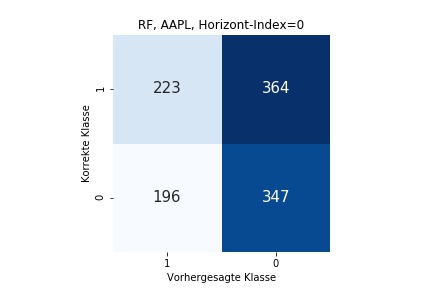 RF, AAPL, Horizont-Index=0
Korrekte Klasse
1
223
364
0
196
347
1
0
Vorhergesagte Klasse